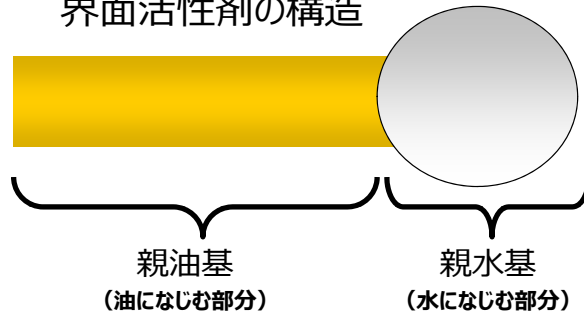 界面活性剤の構造
親油基
(油になじむ部分)
親水基
(水になじむ部分)